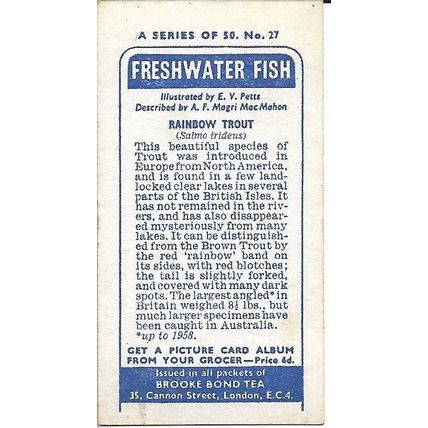 A SERIES OF 50. No. 27
FRESHWATER FISH
Illustrated by E. V. Petts
Described by A. F. Magri MacMahon
RAINBOW TROUT
(Salmo irideus)
This beautiful species of
Trout was introduced in
Europe from North America,
and is found in a few land-
locked clear lakes in several
parts of the British Isles. It
has not remained in the riv-
ers, and has also disappear-
ed mysteriously from many
lakes. It can be distinguish-
ed from the Brown Trout by
the red 'rainbow' band on
its sides, with red blotches;
the tail is slightly forked,
and covered with many dark
spots. The largest angled* in
Britain weighed 8½ lbs., but
much larger specimens have
been caught in Australia.
*up to 1958.
GET A PICTURE CARD ALBUM
FROM YOUR GROCER—Price 6d.
Issued in all packets of
BROOKE BOND TEA
35, Cannon Street, London, E.C.4.